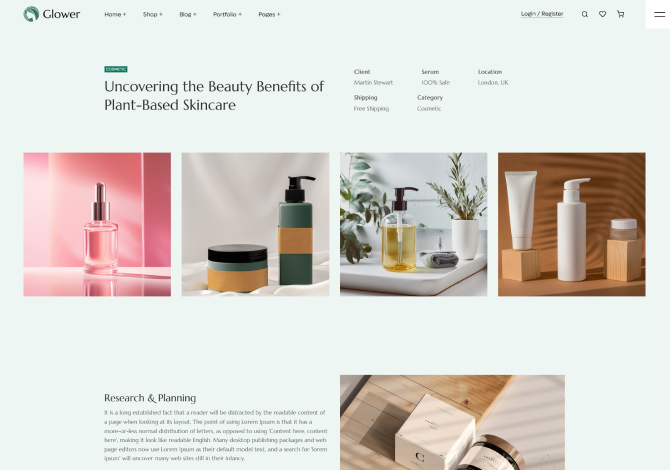 Glower
Home +
Shop +
Blog +
Portfolio +
Pages +
Login / Register
COSMETIC
Uncovering the Beauty Benefits of
Plant-Based Skincare
Client
Martin Stewart
Serum
100% Safe
Location
London, UK
Shipping
Free Shipping
Category
Cosmetic
Research & Planning
It is a long established fact that a reader will be distracted by the readable content of
a page when looking at its layout. The point of using Lorem Ipsum is that it has a
more-or-less normal distribution of letters, as opposed to using 'Content here, content
here', making it look like readable English. Many desktop publishing packages and web
page editors now use Lorem Ipsum as their default model text, and a search for 'lorem
ipsum' will uncover many web sites still in their infancy.
C